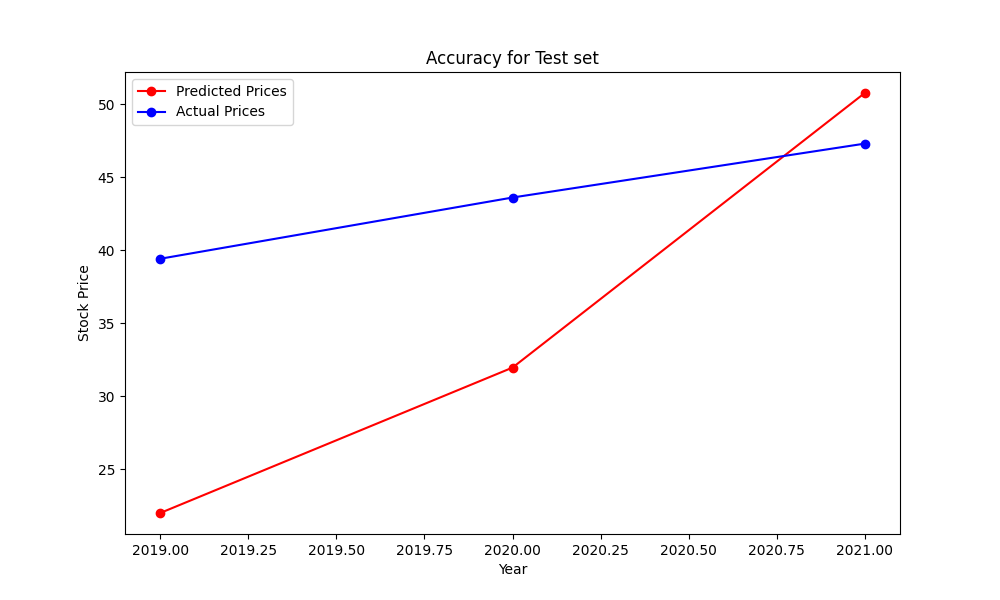 Accuracy for Test set
Predicted Prices
Actual Prices
Stock Price
50
45
40
35
30
25
2019.00 2019.25 2019.50 2019.75 2020.00 2020.25 2020.50 2020.75 2021.00
Year